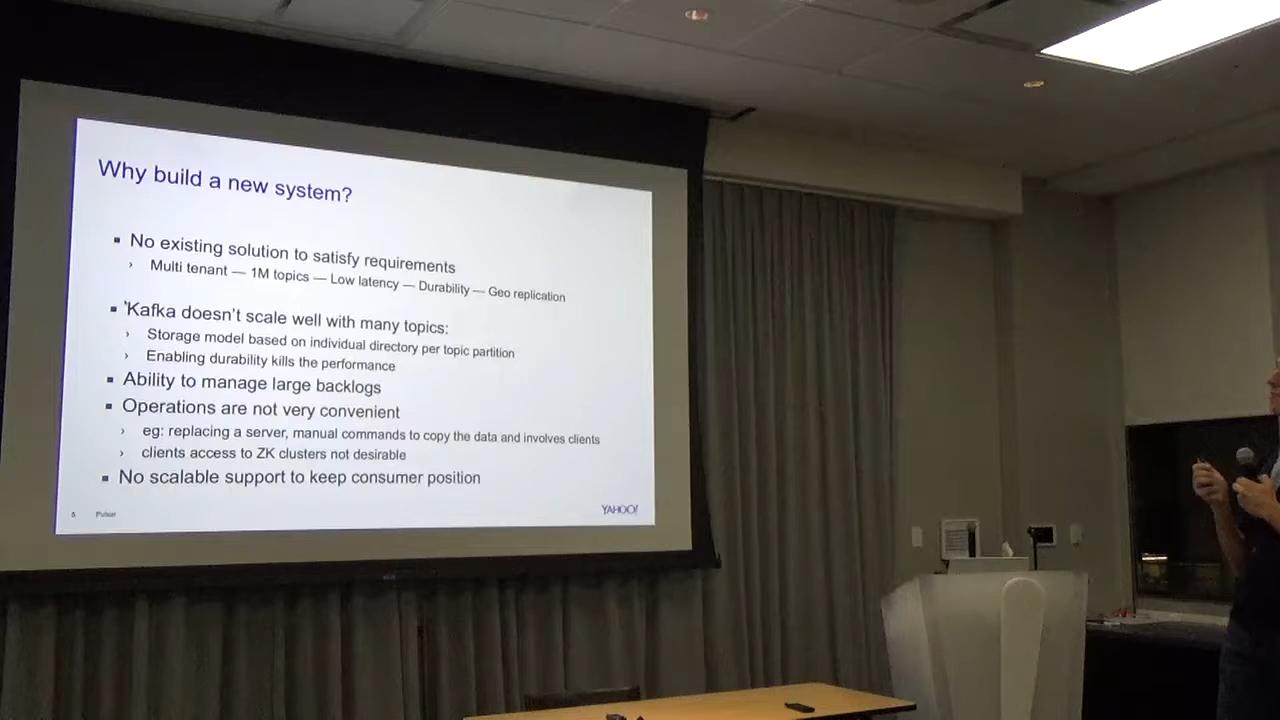 Why build a new system?
▪ No existing solution to satisfy requirements
› Multi tenant — 1M topics — Low latency — Durability — Geo replication
▪ Kafka doesn't scale well with many topics:
› Storage model based on individual directory per topic partition
› Enabling durability kills the performance
▪ Ability to manage large backlogs
▪ Operations are not very convenient
› eg: replacing a server, manual commands to copy the data and involves clients
› clients access to ZK clusters not desirable
▪ No scalable support to keep consumer position
5 Pulsar YAHOO!